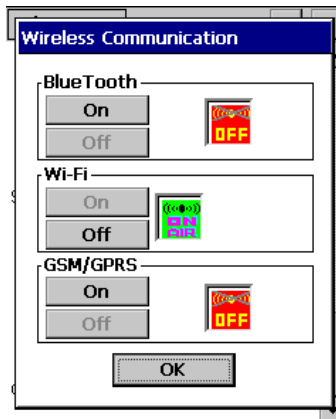 Wireless Communication
BlueTooth
On
OFF
Off
Wi-Fi
On
ON
AIR
Off
GSM/GPRS
On
OFF
Off
OK